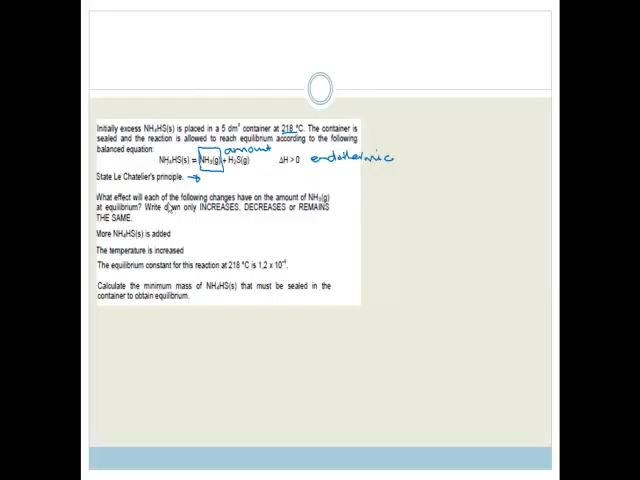 Initially excess NH₄HS(s) is placed in a 5 dm³ container at 218 °C. The container is
sealed and the reaction is allowed to reach equilibrium according to the following
balanced equation: amount
NH₄HS(s) = NH₃(g) + H₂S(g) ΔH > 0 endothermic
State Le Chatelier's principle. →
What effect will each of the following changes have on the amount of NH₃(g)
at equilibrium? Write down only INCREASES, DECREASES or REMAINS
THE SAME.
More NH₄HS(s) is added
The temperature is increased
The equilibrium constant for this reaction at 218 °C is 1,2 x 10⁻⁴.
Calculate the minimum mass of NH₄HS(s) that must be sealed in the
container to obtain equilibrium.